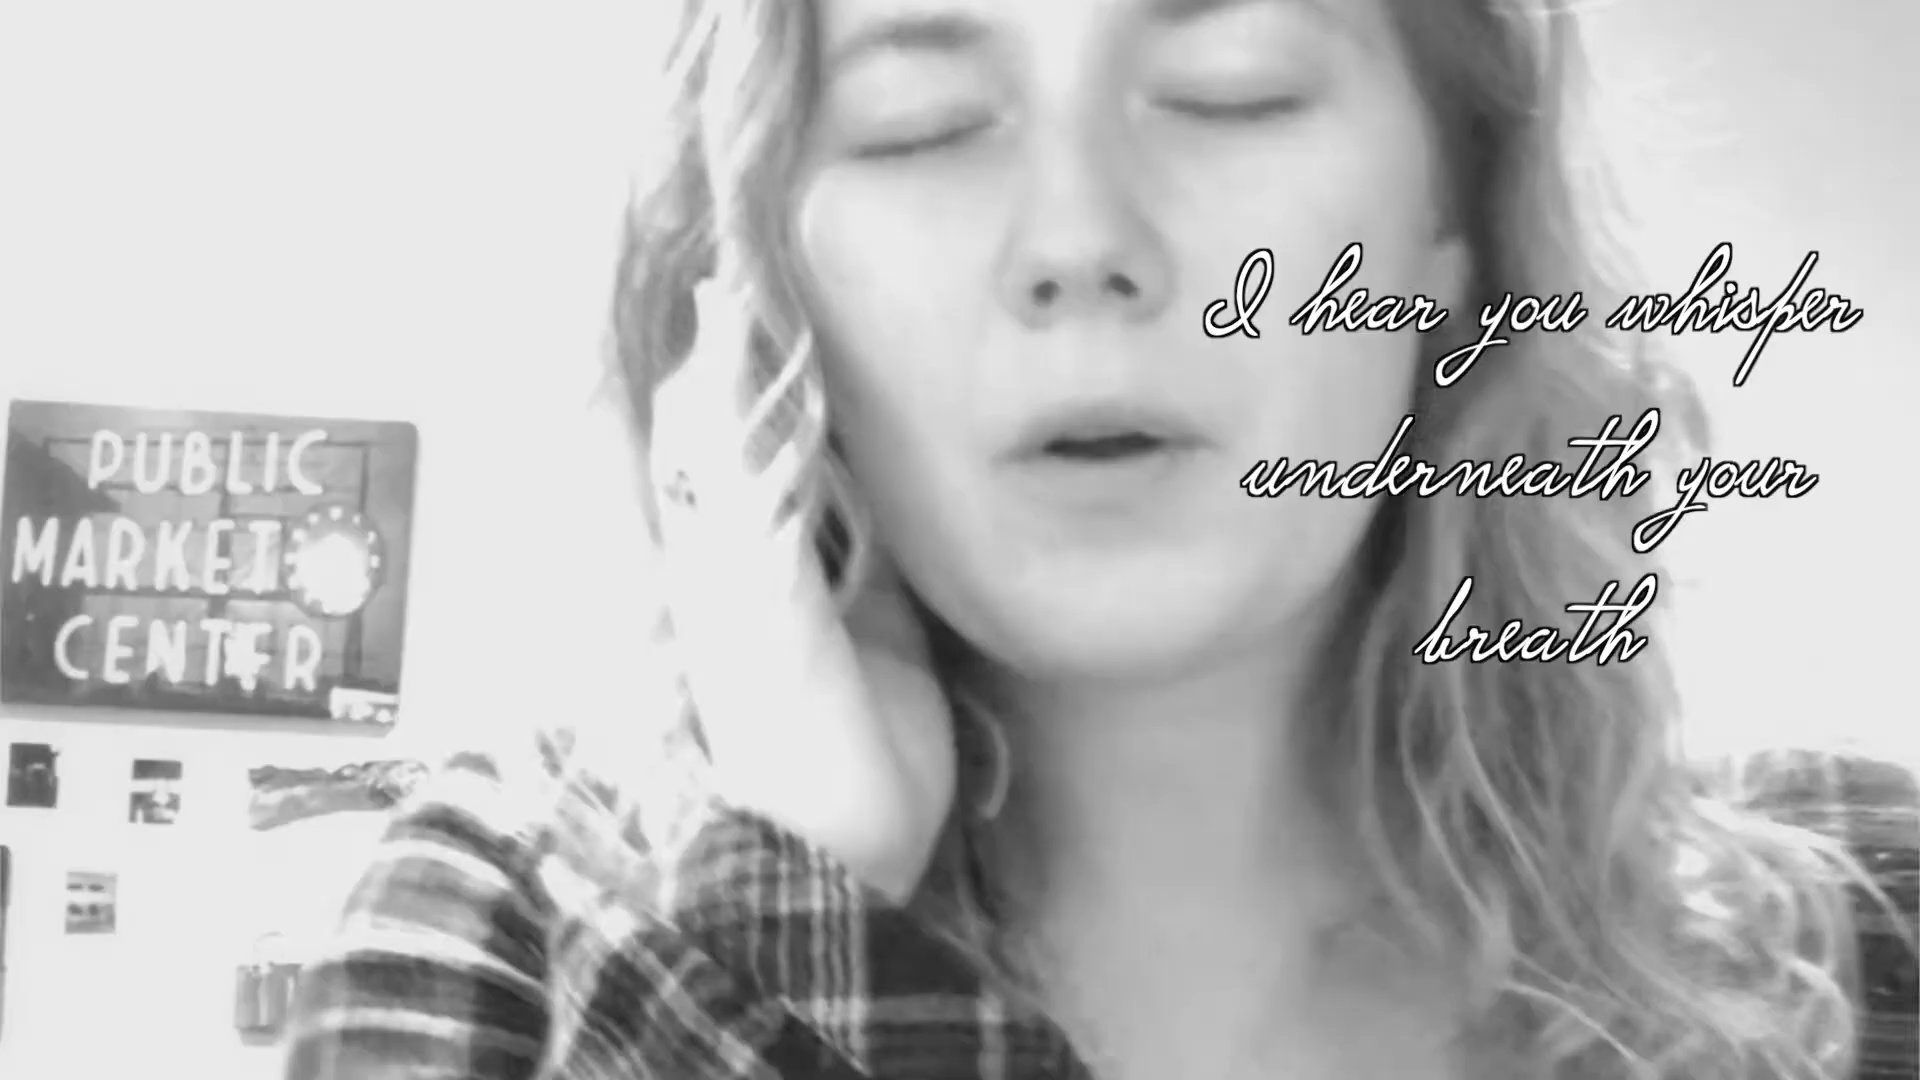 PUBLIC
MARKET
CENTER
I hear you whisper
underneath your
breath